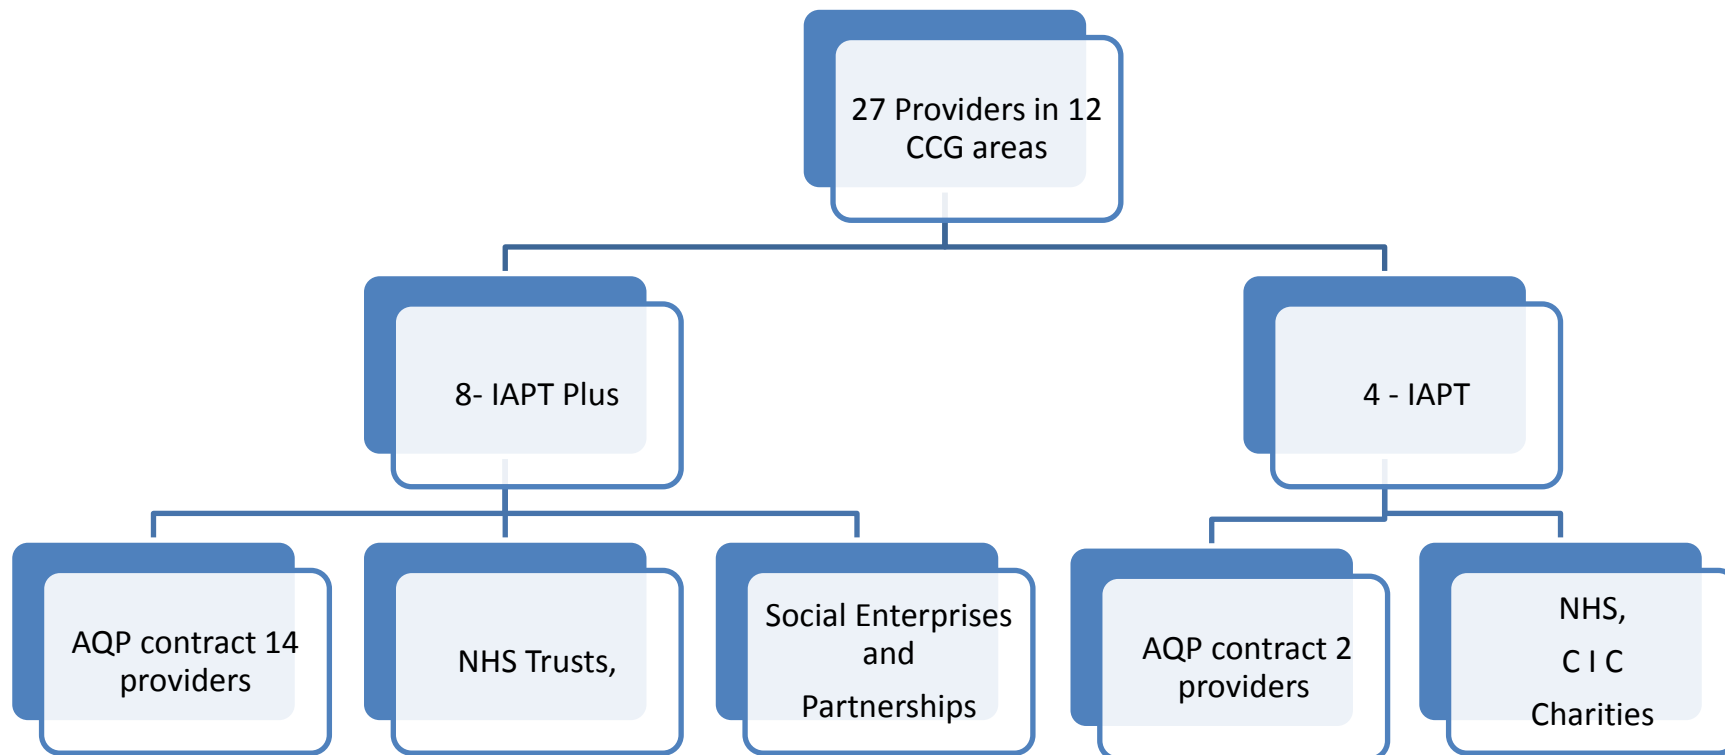 27 Providers in 12
CCG areas
8- IAPT Plus
4 - IAPT
AQP contract 14
providers
NHS Trusts,
Social Enterprises
and
Partnerships
AQP contract 2
providers
NHS,
C I C
Charities